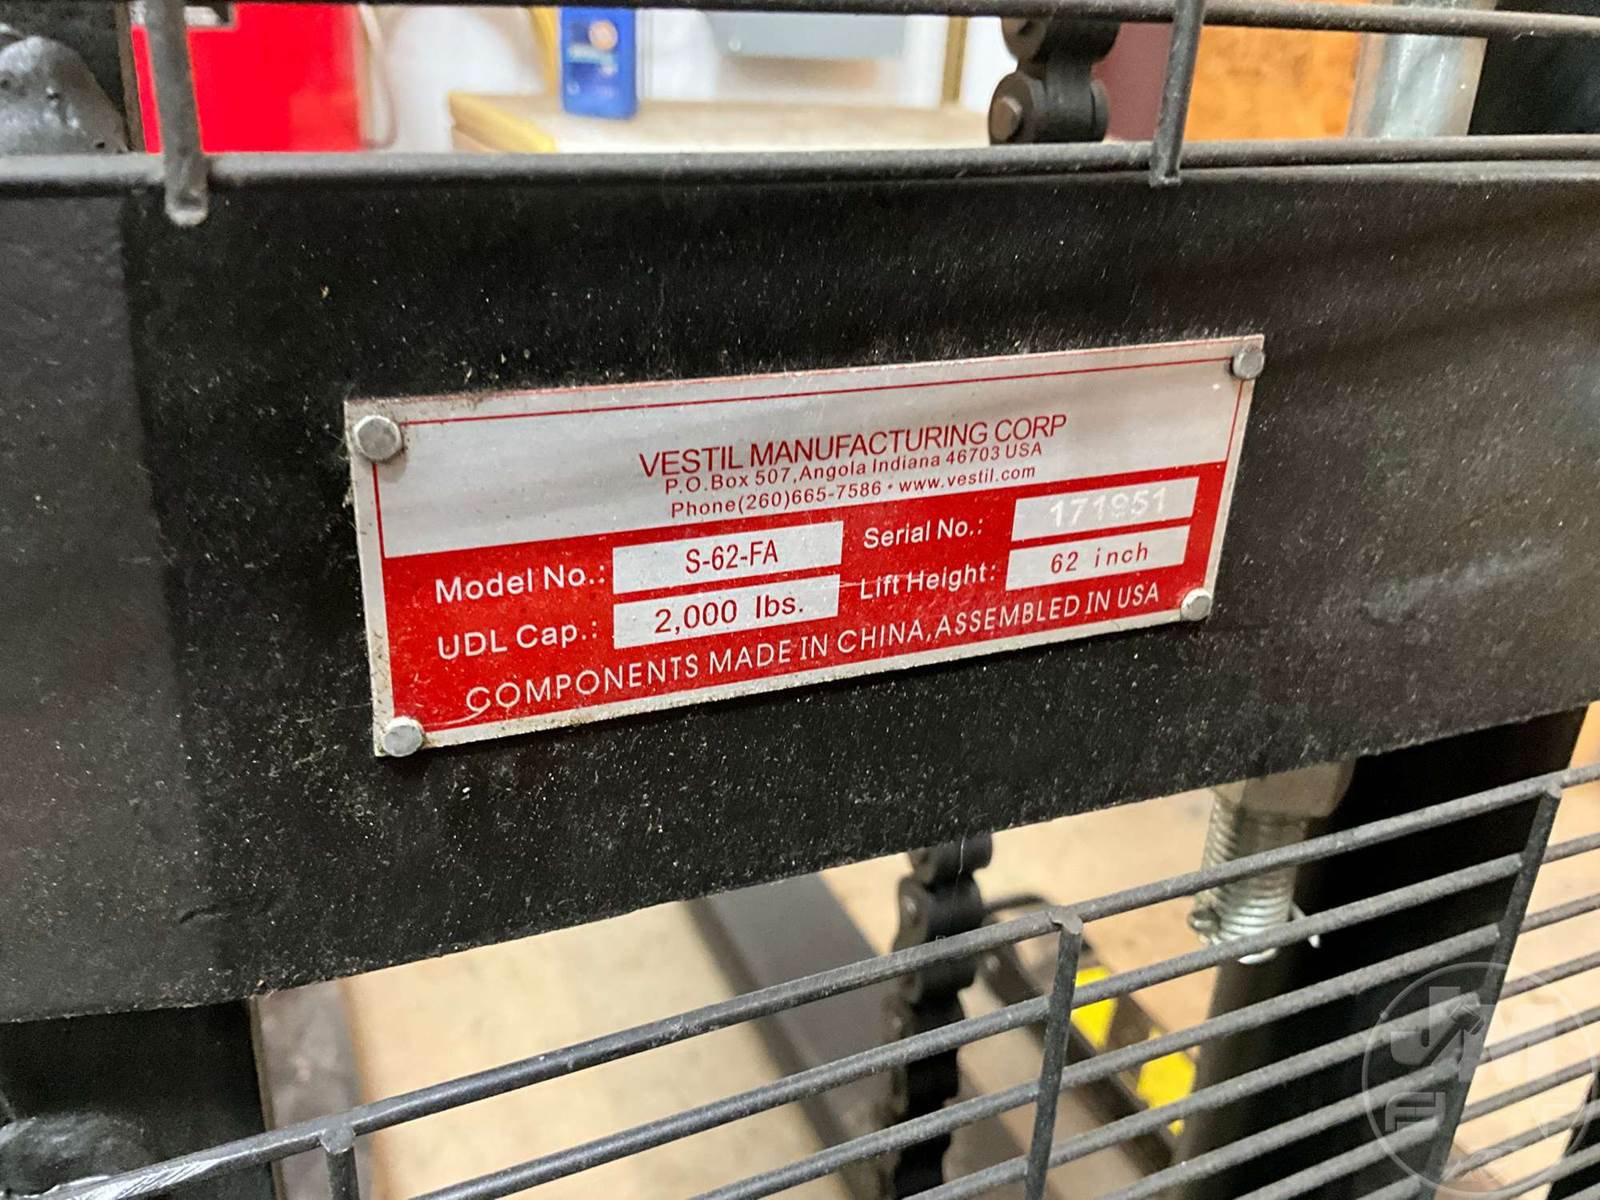 VESTIL MANUFACTURING CORP
P.O.Box 507,Angola Indiana 46703 USA
Phone(260)665-7586 • www.vestil.com
Model No.: S-62-FA Serial No.: 171951
UDL Cap.: 2,000 lbs. Lift Height: 62 inch
COMPONENTS MADE IN CHINA,ASSEMBLED IN USA